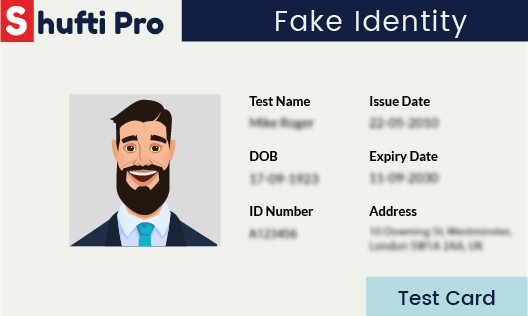 Shufti Pro
Fake Identity
Test Name
Issue Date
Mike Roger
22-05-2010
DOB
Expiry Date
17-09-1923
11-09-2030
ID Number
Address
A123456
10 Downing St, Westminster,
London SW1A 2AA, UK
Test Card